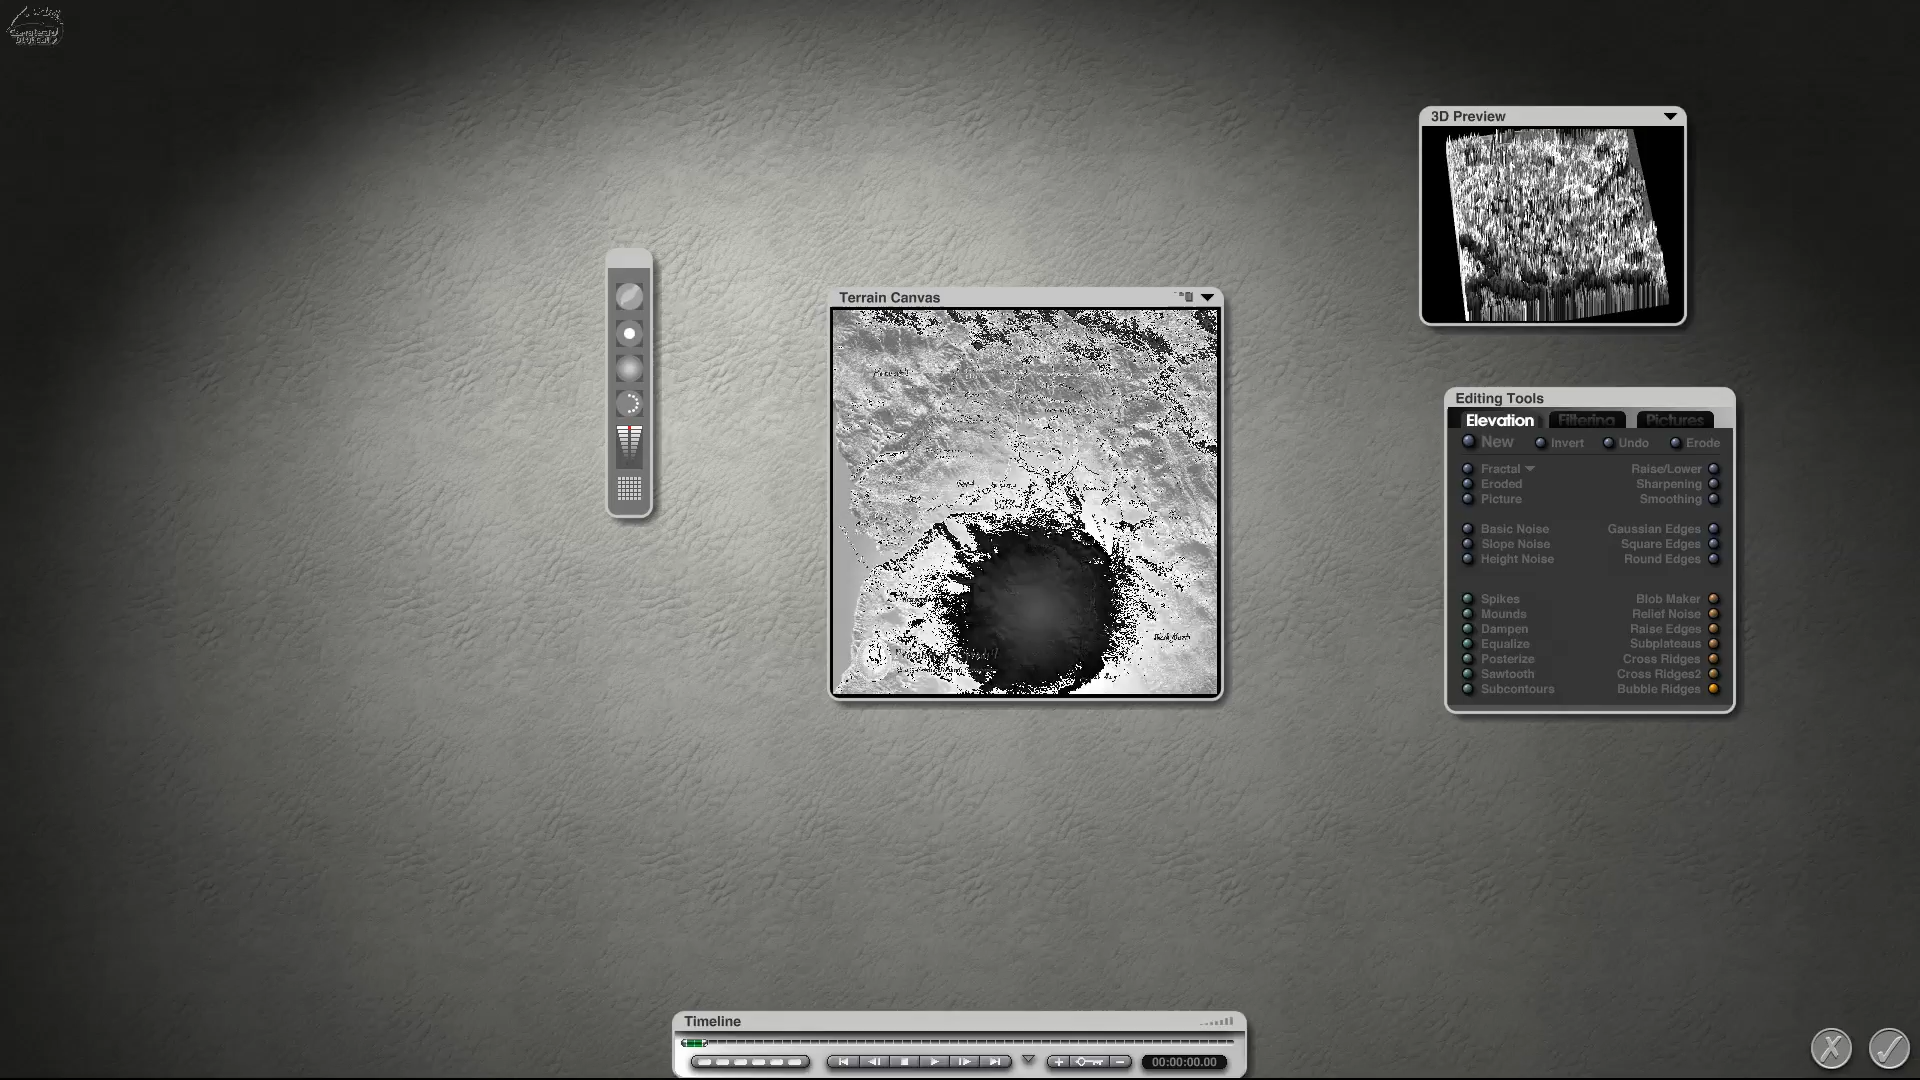 3D Preview
Terrain Canvas
Editing Tools
Elevation Filtering Pictures
New Invert Undo Erode
Fractal Raise/Lower
Eroded Sharpening
Picture Smoothing
Basic Noise Gaussian Edges
Slope Noise Square Edges
Height Noise Round Edges
Spikes Blob Maker
Mounds Relief Noise
Dampen Raise Edges
Equalize Subplateaus
Posterize Cross Ridges
Sawtooth Cross Ridges2
Subcontours Bubble Ridges
Timeline
00:00:00.00